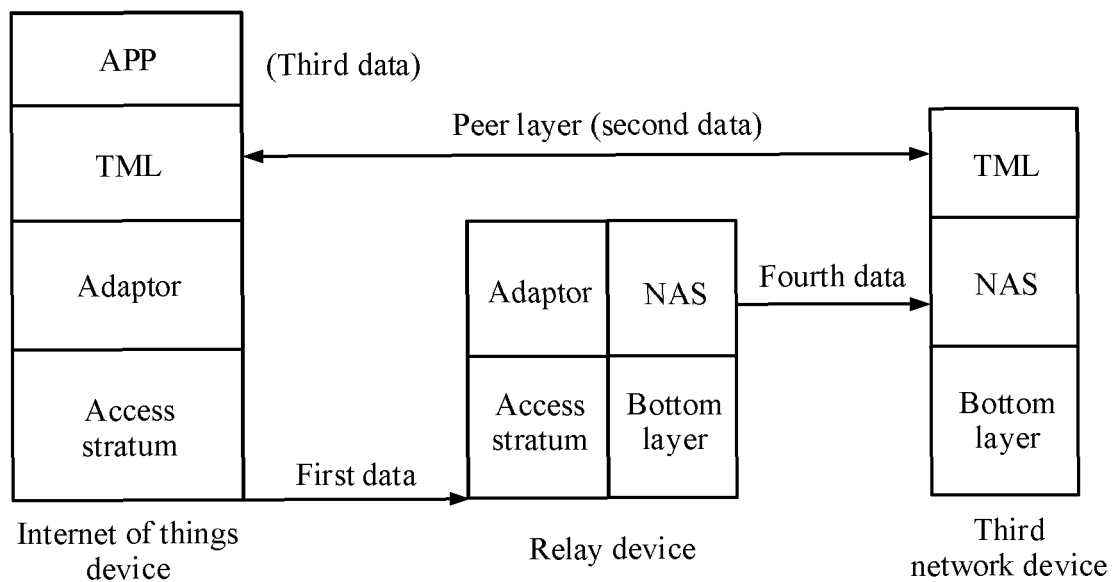 APP
(Third data)
Peer layer (second data)
TML
TML
Adaptor
Adaptor
NAS
Fourth data
NAS
Access
stratum
Access
stratum
Bottom
layer
Bottom
layer
First data
Internet of things
device
Relay device
Third
network device